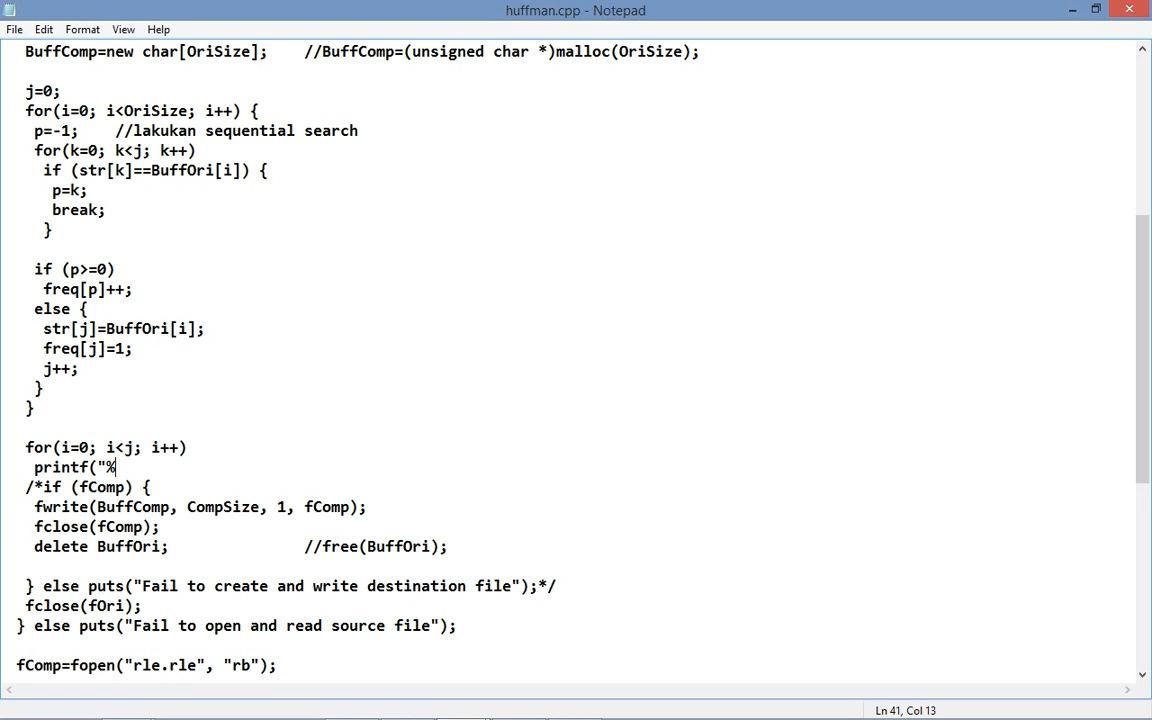 huffman.cpp - Notepad
File Edit Format View Help
BuffComp=new char[OriSize];    //BuffComp=(unsigned char *)malloc(OriSize);
j=0;
for(i=0; i<OriSize; i++) {
p=-1;    //lakukan sequential search
for(k=0; k<j; k++)
if (str[k]==BuffOri[i]) {
p=k;
break;
}
if (p>=0)
freq[p]++;
else {
str[j]=BuffOri[i];
freq[j]=1;
j++;
}
}
for(i=0; i<j; i++)
printf("%
/*if (fComp) {
fwrite(BuffComp, CompSize, 1, fComp);
fclose(fComp);
delete BuffOri;               //free(BuffOri);
} else puts("Fail to create and write destination file");*/
fclose(fOri);
} else puts("Fail to open and read source file");
fComp=fopen("rle.rle", "rb");
Ln 41, Col 13